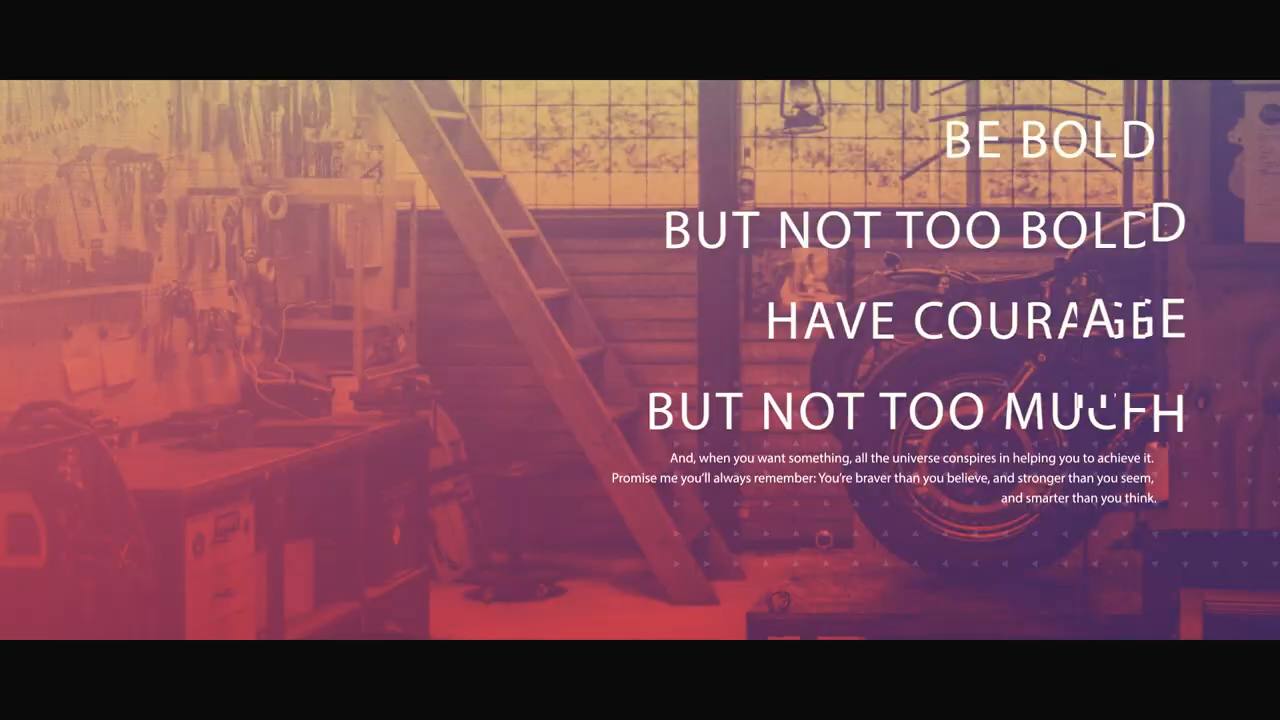 BE BOLD
BUT NOT TOO BOLD
HAVE COURAGE
BUT NOT TOO MUCH
And, when you want something, all the universe conspires in helping you to achieve it.
Promise me you'll always remember: You're braver than you believe, and stronger than you seem,
and smarter than you think.